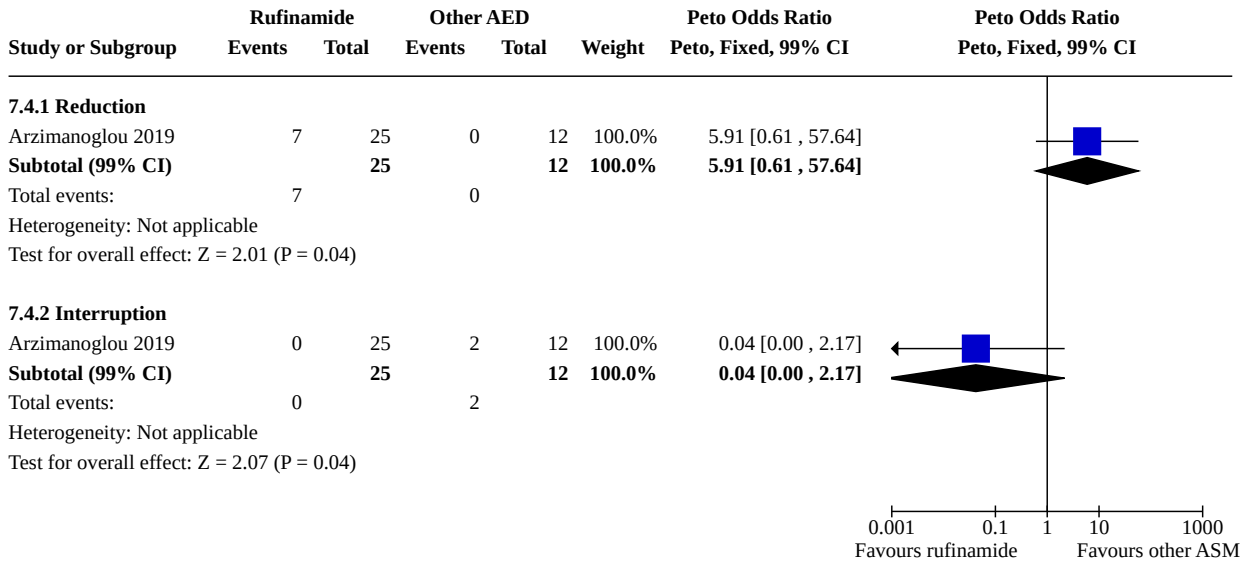 Rufinamide Other AED Peto Odds Ratio Peto Odds Ratio
Study or Subgroup Events Total Events Total Weight Peto, Fixed, 99% CI Peto, Fixed, 99% CI
7.4.1 Reduction
Arzimanoglou 2019 7 25 0 12 100.0% 5.91 [0.61 , 57.64]
Subtotal (99% CI) 25 12 100.0% 5.91 [0.61 , 57.64]
Total events: 7 0
Heterogeneity: Not applicable
Test for overall effect: Z = 2.01 (P = 0.04)
7.4.2 Interruption
Arzimanoglou 2019 0 25 2 12 100.0% 0.04 [0.00 , 2.17]
Subtotal (99% CI) 25 12 100.0% 0.04 [0.00 , 2.17]
Total events: 0 2
Heterogeneity: Not applicable
Test for overall effect: Z = 2.07 (P = 0.04)
0.001 0.1 1 10 1000
Favours rufinamide Favours other ASM